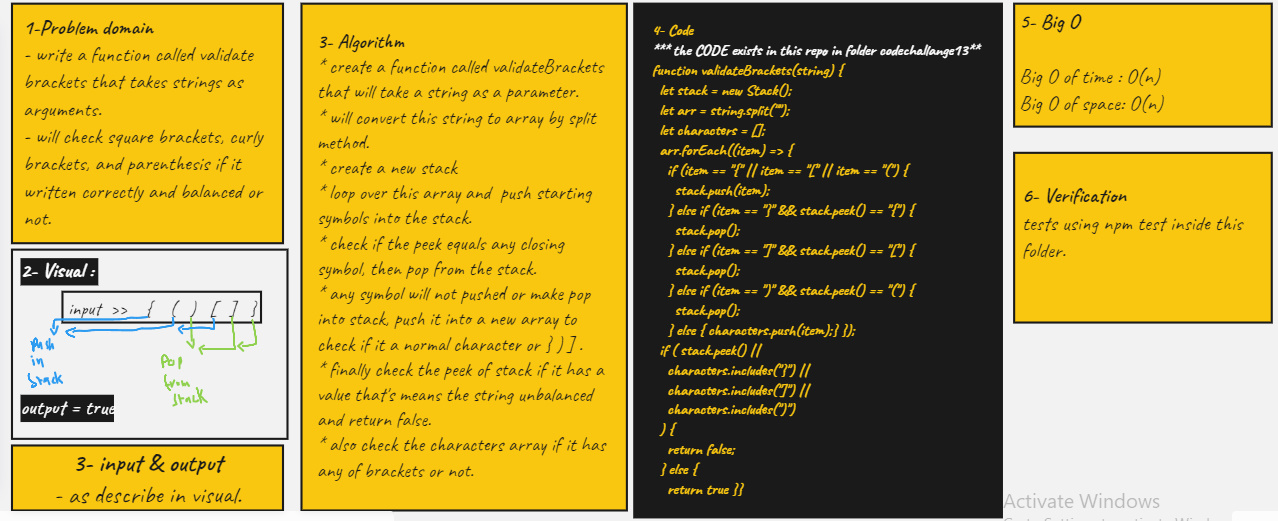 1-Problem domain
- write a function called validate
brackets that takes strings as
arguments.
- will check square brackets, curly
brackets, and parenthesis if it
written correctly and balanced or
not.
2- Visual :
input >> { ( ) [ ] }
push
in
stack
Pop
from
stack
output = true
3- input & output
- as describe in visual.
3- Algorithm
* create a function called validateBrackets
that will take a string as a parameter.
* will convert this string to array by split
method.
* create a new stack
* loop over this array and push starting
symbols into the stack.
* check if the peek equals any closing
symbol, then pop from the stack.
* any symbol will not pushed or make pop
into stack, push it into a new array to
check if it a normal character or } ) ] .
* finally check the peek of stack if it has a
value that's means the string unbalanced
and return false.
* also check the characters array if it has
any of brackets or not.
4- Code
*** the CODE exists in this repo in folder codechallange13**
function validateBrackets(string) {
let stack = new Stack();
let arr = string.split("");
let characters = [];
arr.forEach((item) => {
if (item == "{" || item == "[" || item == "(") {
stack.push(item);
} else if (item == "}" && stack.peek() == "{") {
stack.pop();
} else if (item == "]" && stack.peek() == "[") {
stack.pop();
} else if (item == ")" && stack.peek() == "(") {
stack.pop();
} else { characters.push(item);} });
if ( stack.peek() ||
characters.includes("}") ||
characters.includes("]") ||
characters.includes(")")
) {
return false;
} else {
return true }}
5- Big O
Big O of time : O(n)
Big O of space: O(n)
6- Verification
tests using npm test inside this
folder.
Activate Windows